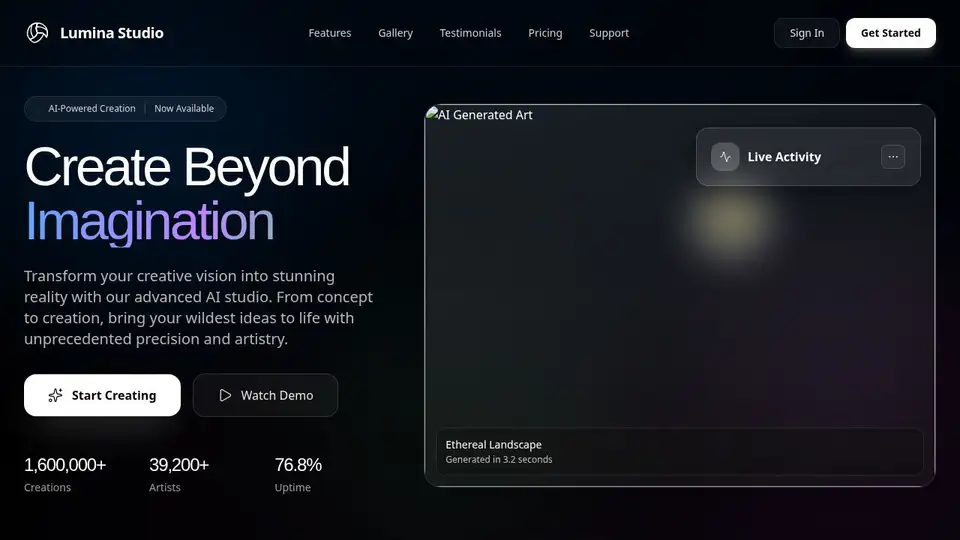 Lumina Studio
Features
Gallery
Testimonials
Pricing
Support
Sign In
Get Started
AI-Powered Creation
Now Available
Create Beyond
Imagination
Transform your creative vision into stunning
reality with our advanced AI studio. From concept
to creation, bring your wildest ideas to life with
unprecedented precision and artistry.
Start Creating
Watch Demo
1,600,000+
Creations
39,200+
Artists
76.8%
Uptime
AI Generated Art
Live Activity
Ethereal Landscape
Generated in 3.2 seconds